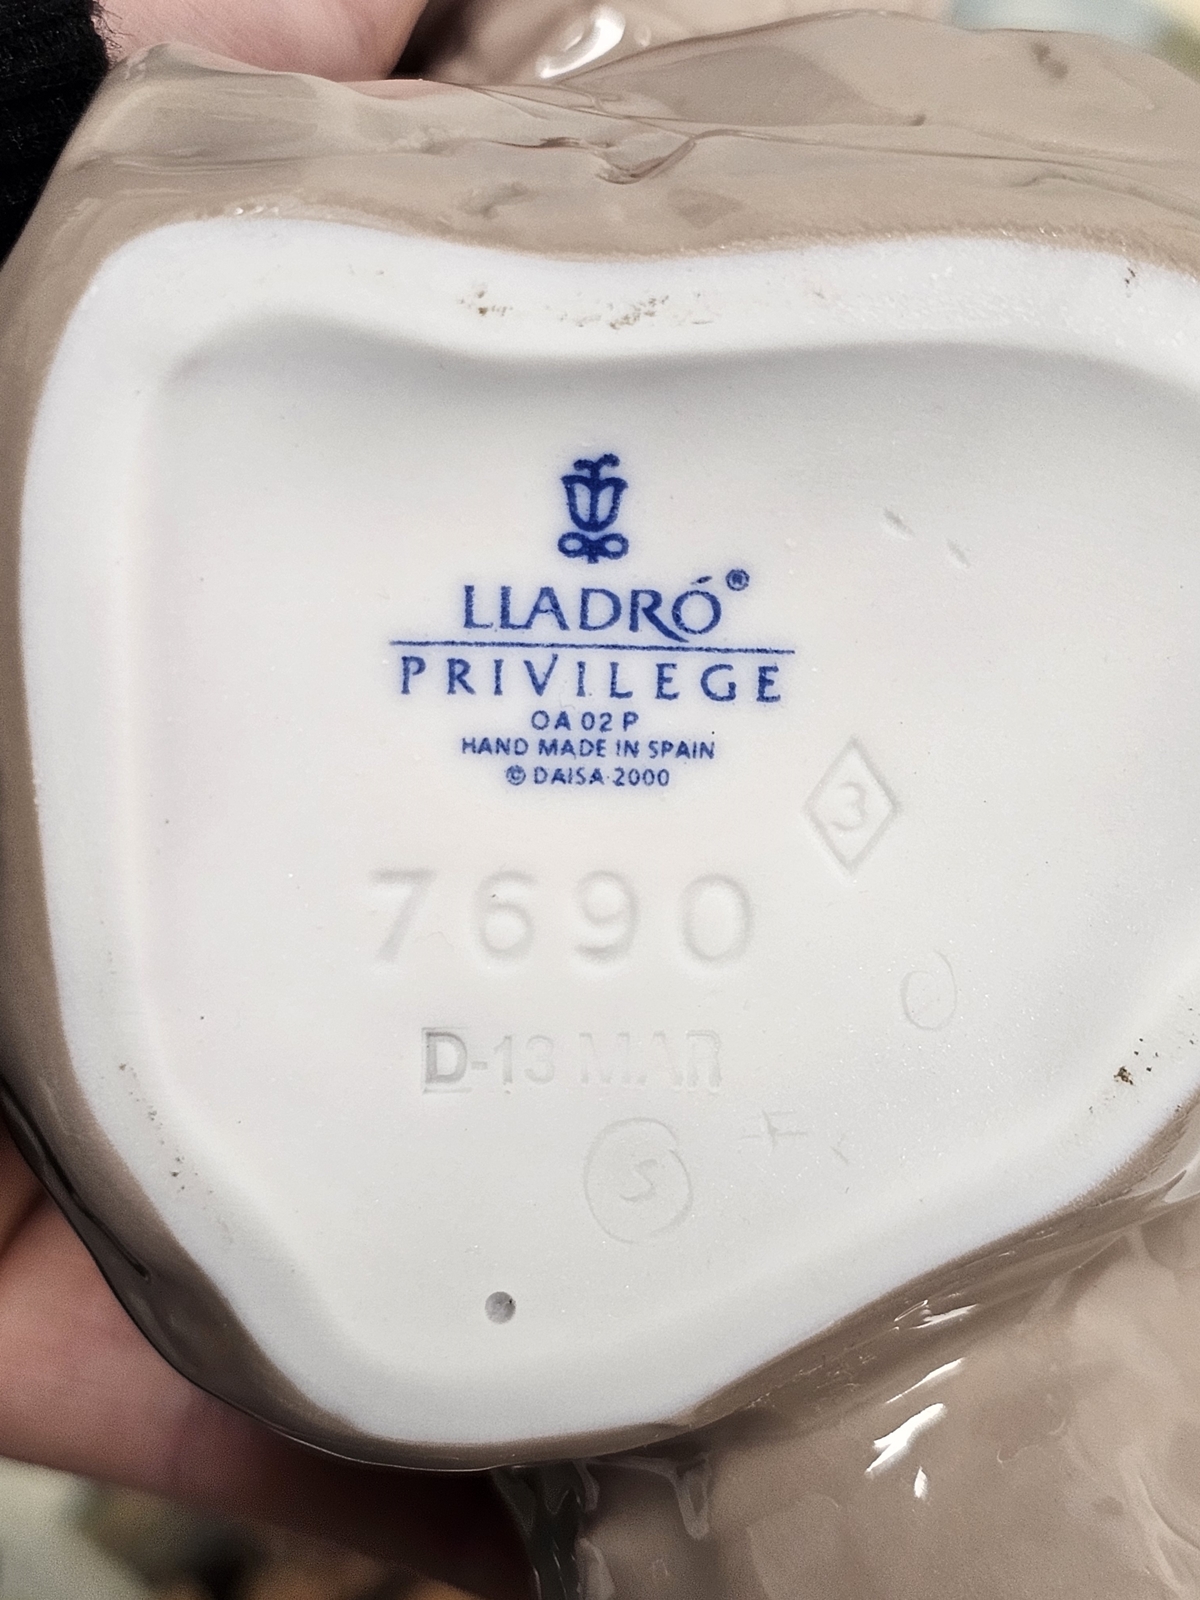 LLADRÓ®
PRIVILEGE
OA 02 P
HAND MADE IN SPAIN
© DAISA 2000
3
7690
D-13 MAR
S